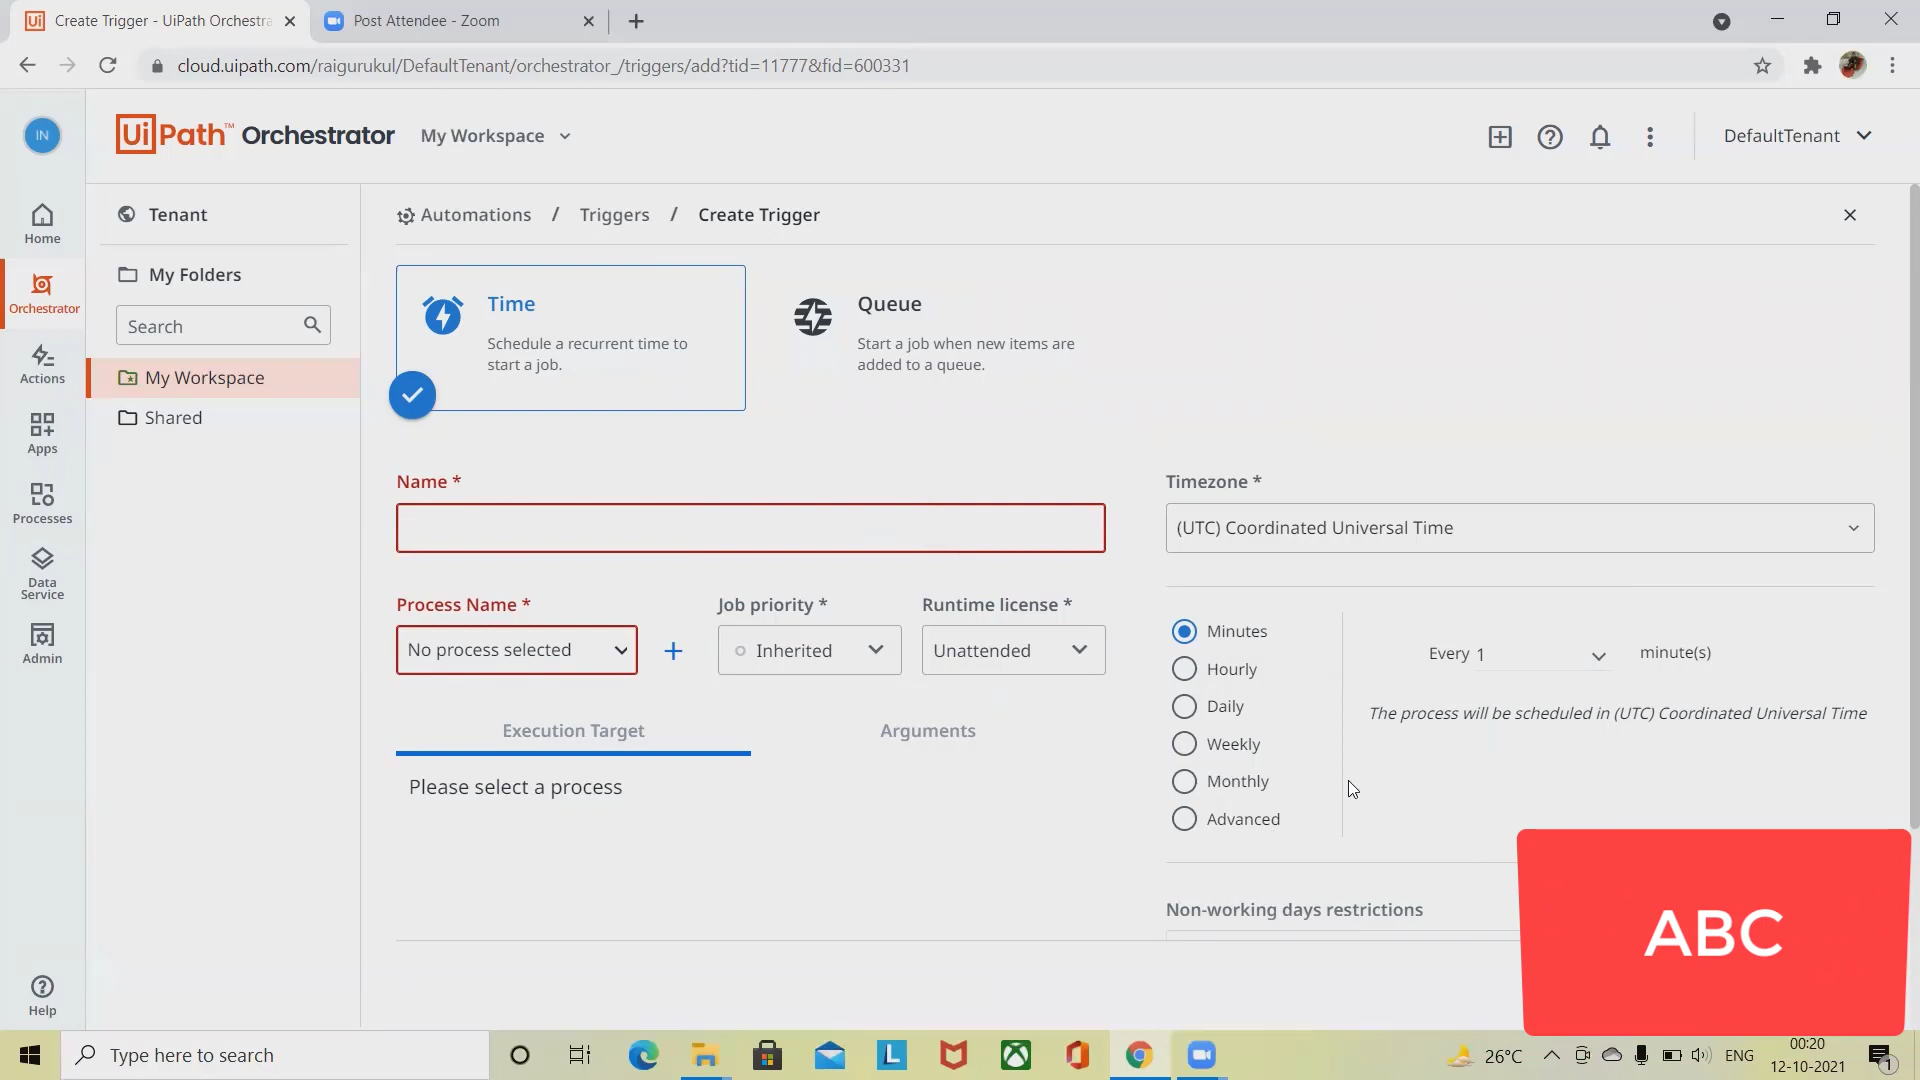 Create Trigger - UiPath Orchestra
Post Attendee - Zoom
cloud.uipath.com/raigurukul/DefaultTenant/orchestrator_/triggers/add?tid=11777&fid=600331
IN
UiPath™ Orchestrator
My Workspace
DefaultTenant
Home
Orchestrator
Actions
Apps
Processes
Data
Service
Admin
Help
Tenant
My Folders
Search
My Workspace
Shared
Automations / Triggers / Create Trigger
Time
Schedule a recurrent time to
start a job.
Queue
Start a job when new items are
added to a queue.
Name *
Process Name *
No process selected
Job priority *
Inherited
Runtime license *
Unattended
Execution Target
Arguments
Please select a process
Timezone *
(UTC) Coordinated Universal Time
Minutes
Hourly
Daily
Weekly
Monthly
Advanced
Every 1 minute(s)
The process will be scheduled in (UTC) Coordinated Universal Time
Non-working days restrictions
ABC
Type here to search
L
26°C
ENG
00:20
12-10-2021
1